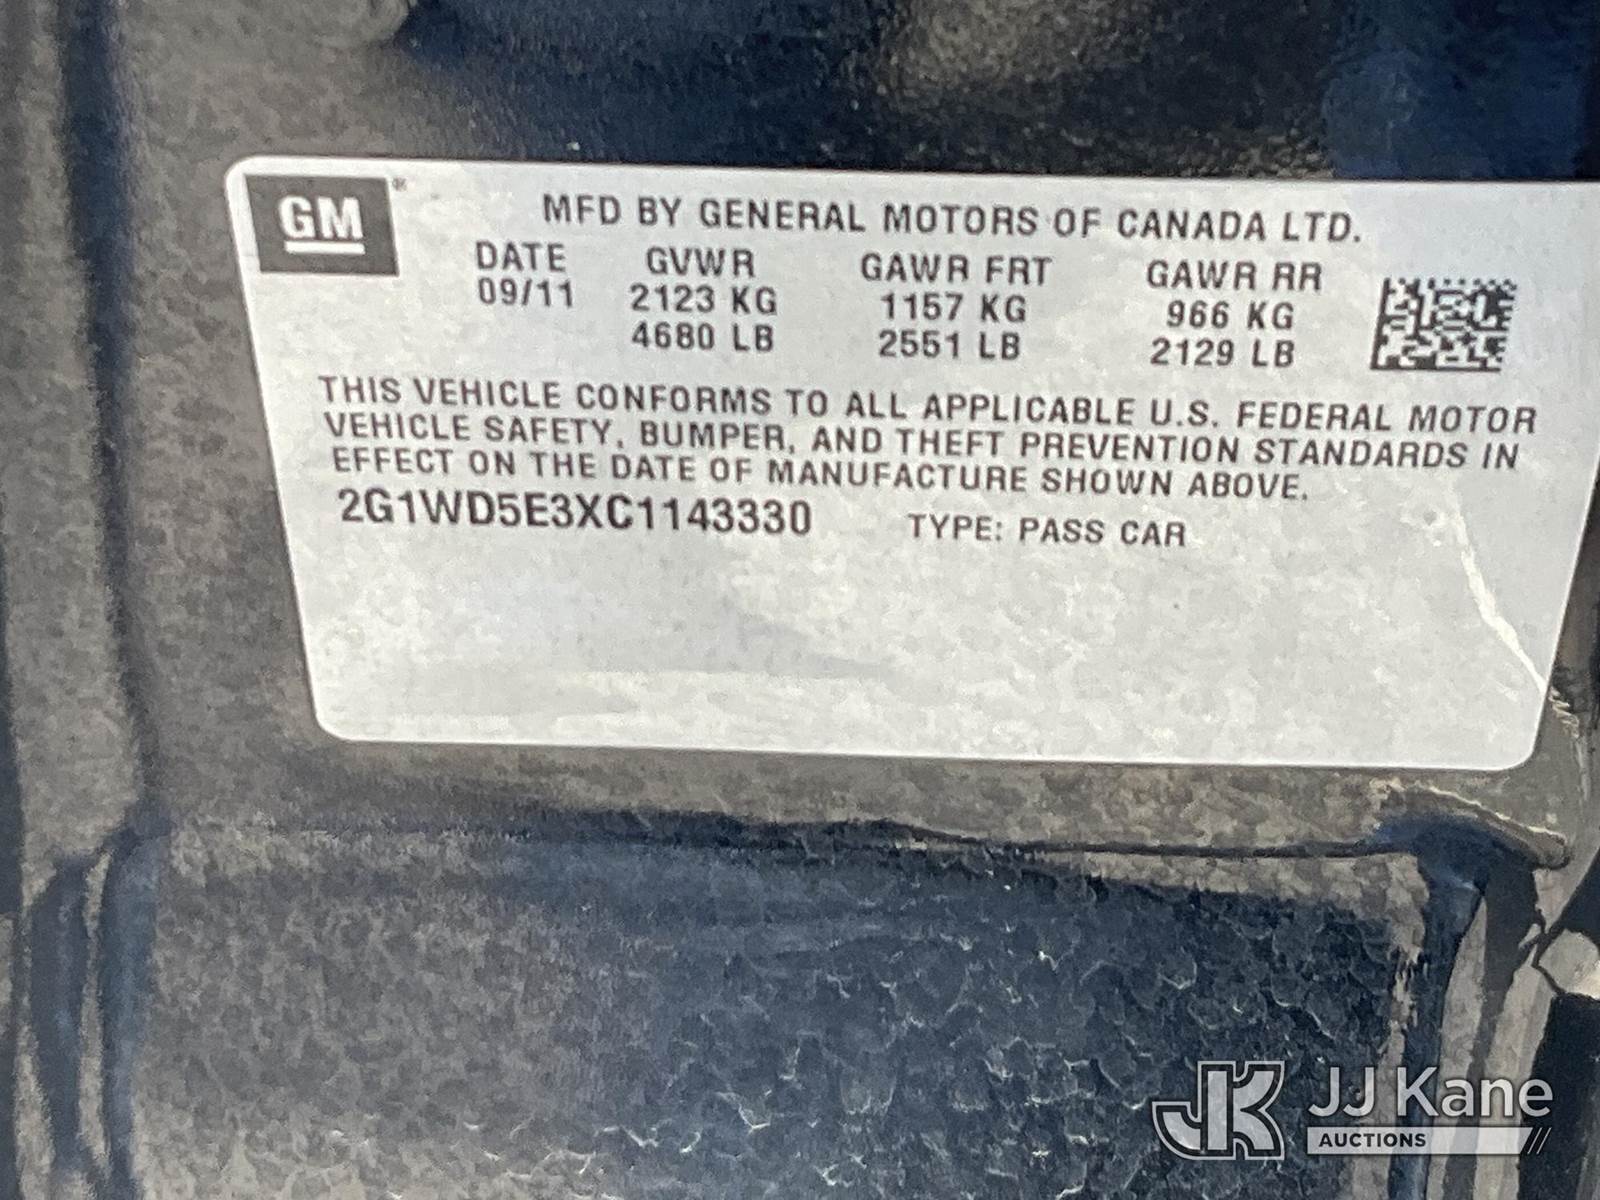 GM
MFD BY GENERAL MOTORS OF CANADA LTD.
DATE GVWR GAWR FRT GAWR RR
09/11 2123 KG 1157 KG 966 KG
4680 LB 2551 LB 2129 LB
THIS VEHICLE CONFORMS TO ALL APPLICABLE U.S. FEDERAL MOTOR
VEHICLE SAFETY, BUMPER, AND THEFT PREVENTION STANDARDS IN
EFFECT ON THE DATE OF MANUFACTURE SHOWN ABOVE.
2G1WD5E3XC1143330 TYPE: PASS CAR
JK JJ Kane
AUCTIONS